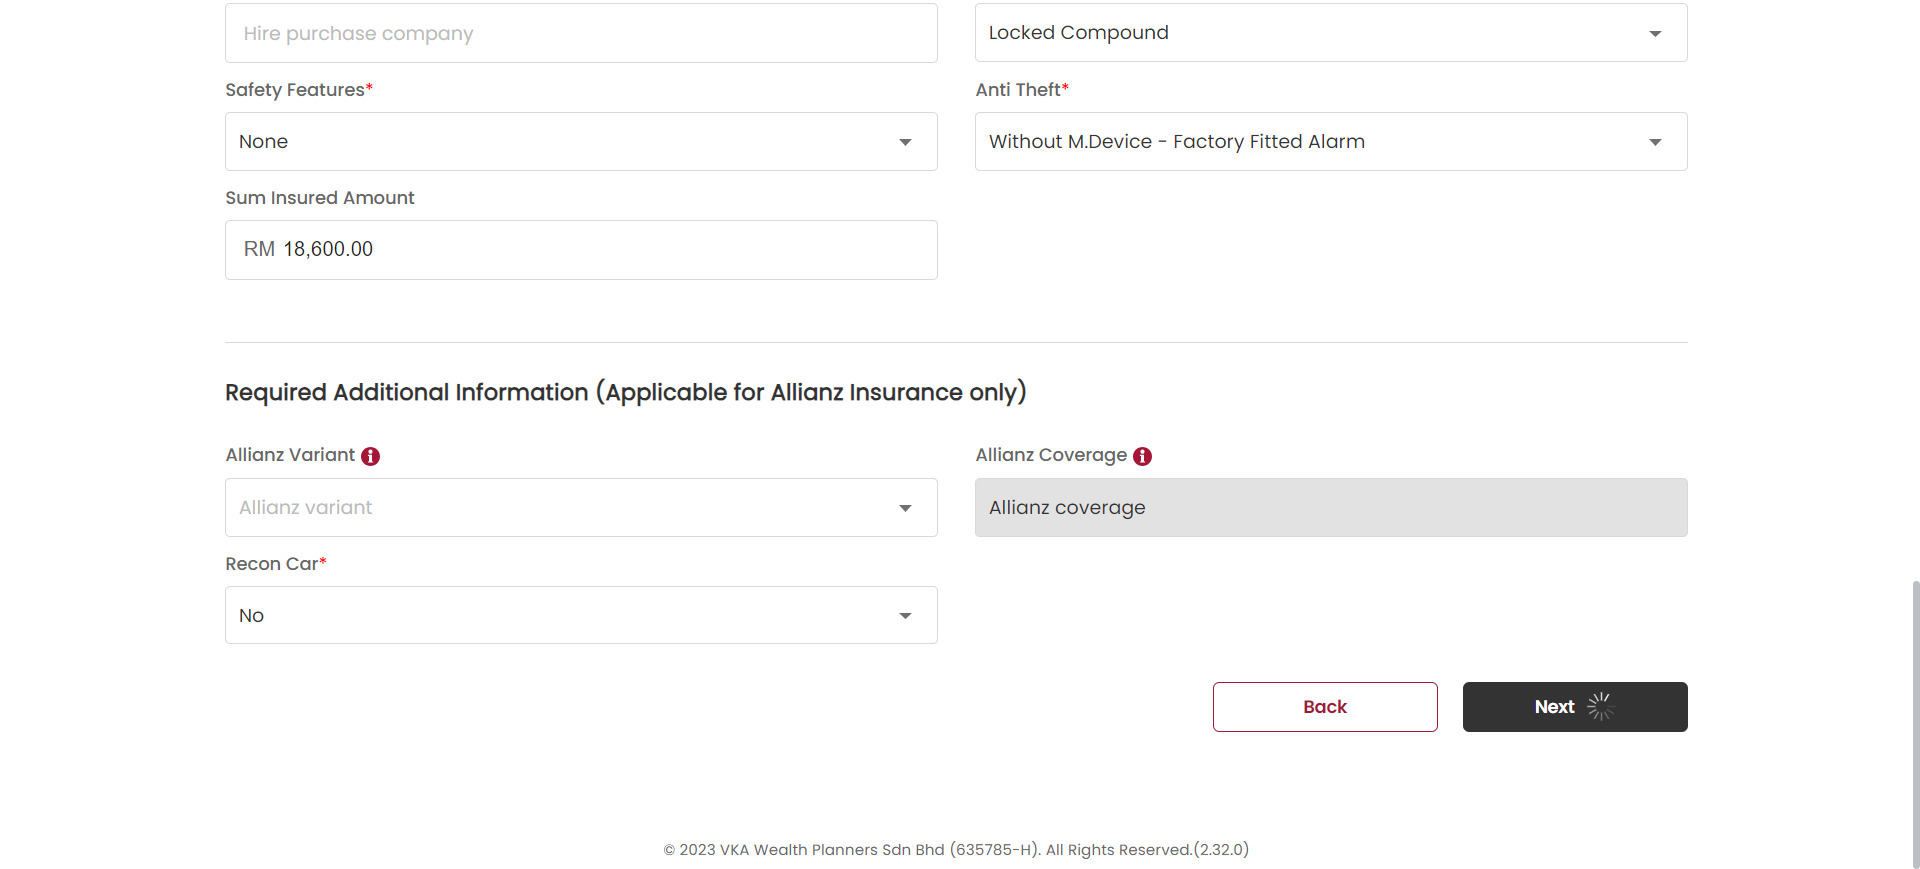 Hire purchase company
Locked Compound
Safety Features*
Anti Theft*
None
Without M.Device - Factory Fitted Alarm
Sum Insured Amount
RM 18,600.00
Required Additional Information (Applicable for Allianz Insurance only)
Allianz Variant
Allianz Coverage
Allianz variant
Allianz coverage
Recon Car*
No
Back
Next
© 2023 VKA Wealth Planners Sdn Bhd (635785-H). All Rights Reserved.(2.32.0)